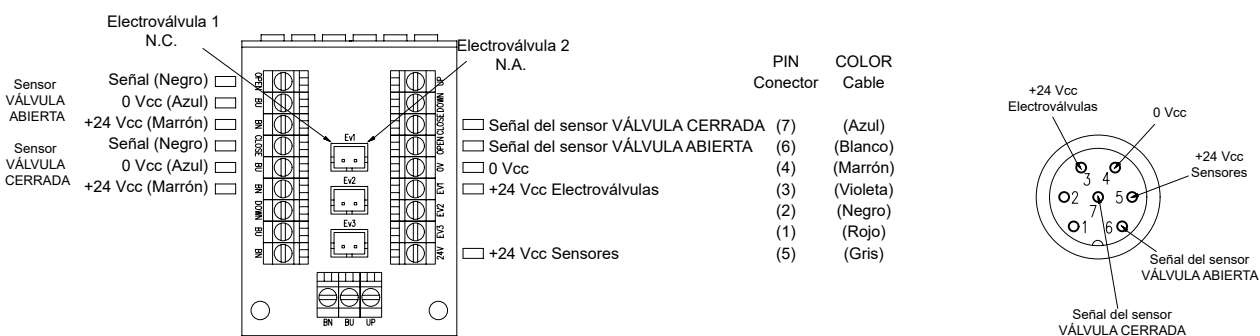 Electroválvula 1
N.C.
Electroválvula 2
N.A.
Sensor
VÁLVULA
ABIERTA
Señal (Negro)
0 Vcc (Azul)
+24 Vcc (Marrón)
Sensor
VÁLVULA
CERRADA
Señal (Negro)
0 Vcc (Azul)
+24 Vcc (Marrón)
OPEN
BU
BN
CLOSE
BU
BN
DOWN
BU
BN
Ev1
Ev2
Ev3
UP
DOWN
CLOSE
OPEN
0V
EV1
EV2
EV3
24V
BN BU UP
PIN COLOR
Conector Cable
Señal del sensor VÁLVULA CERRADA (7) (Azul)
Señal del sensor VÁLVULA ABIERTA (6) (Blanco)
0 Vcc (4) (Marrón)
+24 Vcc Electroválvulas (3) (Violeta)
(2) (Negro)
(1) (Rojo)
+24 Vcc Sensores (5) (Gris)
+24 Vcc
Electroválvulas
0 Vcc
+24 Vcc
Sensores
3 4
2 7 5
1 6
Señal del sensor
VÁLVULA ABIERTA
Señal del sensor
VÁLVULA CERRADA